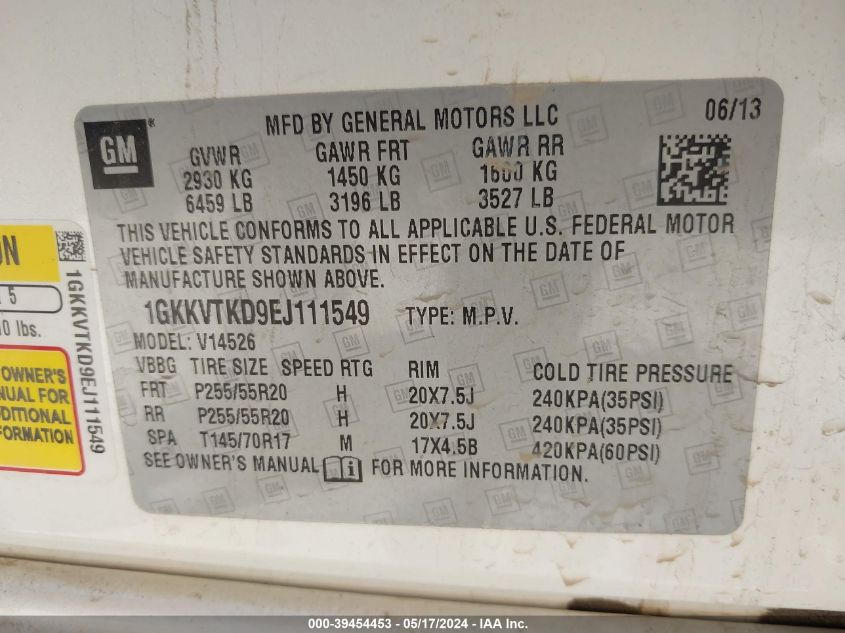 GM
MFD BY GENERAL MOTORS LLC
06/13
GVWR GAWR FRT GAWR RR
2930 KG 1450 KG 1600 KG
6459 LB 3196 LB 3527 LB
THIS VEHICLE CONFORMS TO ALL APPLICABLE U.S. FEDERAL MOTOR
VEHICLE SAFETY STANDARDS IN EFFECT ON THE DATE OF
MANUFACTURE SHOWN ABOVE.
1GKKVTKD9EJ111549 TYPE: M.P.V.
MODEL: V14526
VBBG TIRE SIZE SPEED RTG RIM COLD TIRE PRESSURE
FRT P255/55R20 H 20X7.5J 240KPA(35PSI)
RR P255/55R20 H 20X7.5J 240KPA(35PSI)
SPA T145/70R17 M 17X4.5B 420KPA(60PSI)
SEE OWNER'S MANUAL i FOR MORE INFORMATION.
5
lbs.
OWNER'S
FOR
1GKKVTKD9EJ111549
000-39454453 - 05/17/2024 - IAA Inc.